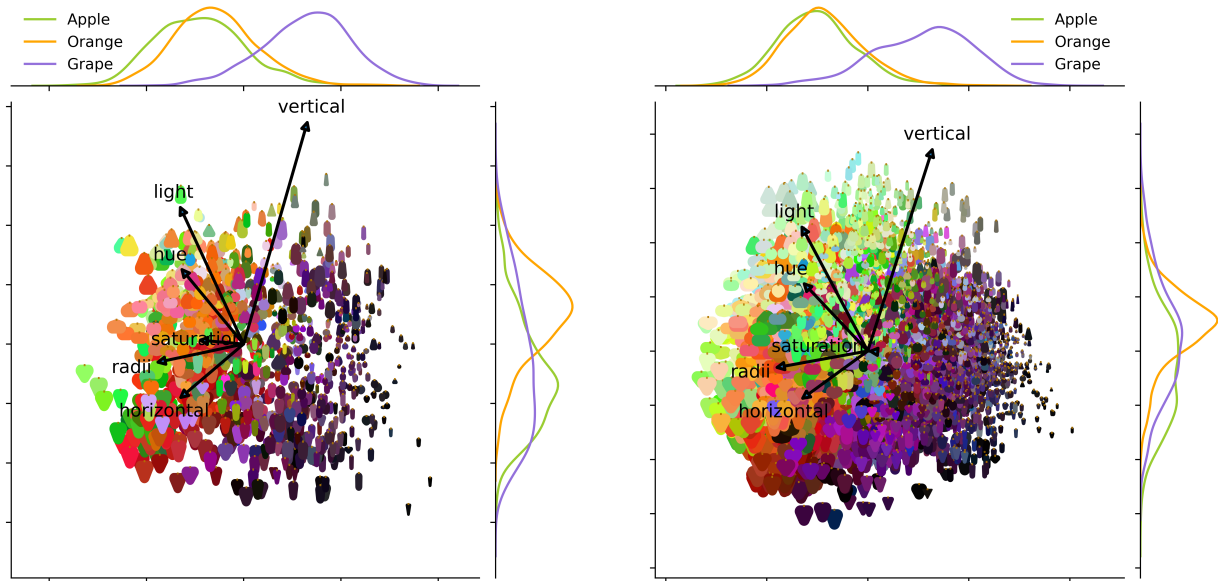 Apple
Orange
Grape
vertical
light
hue
saturation
radii
horizontal
Apple
Orange
Grape
vertical
light
hue
saturation
radii
horizontal